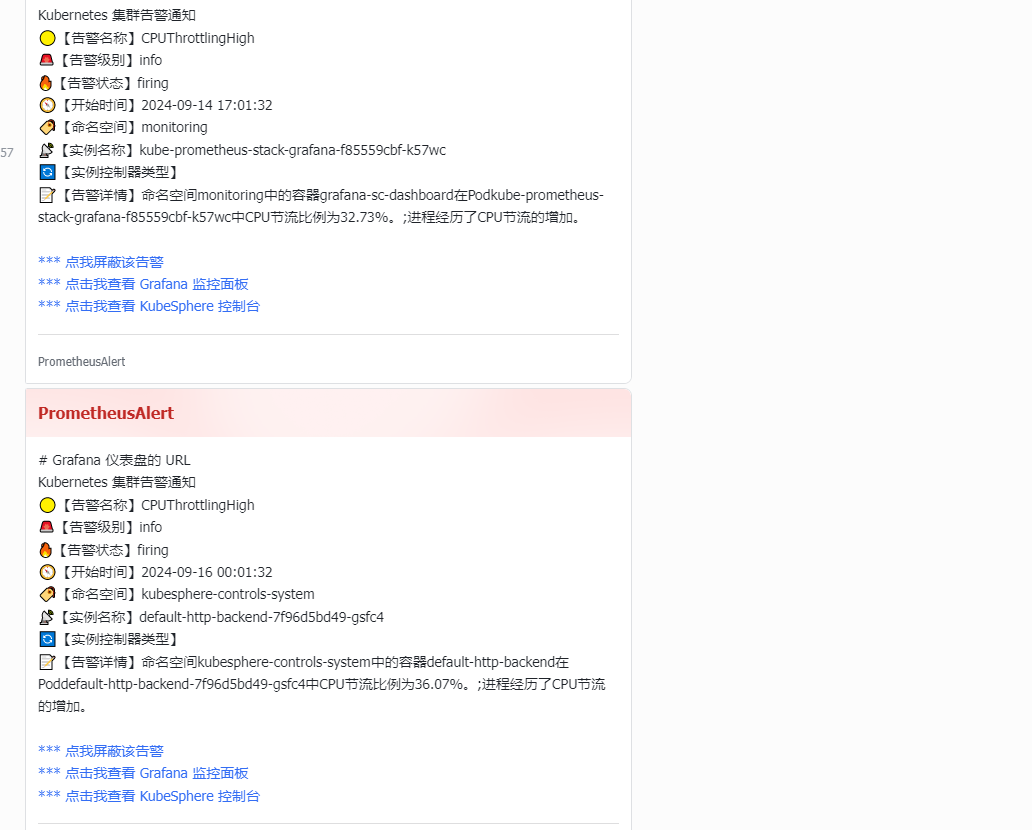 Kubernetes 集群告警通知
🟡【告警名称】CPUThrottlingHigh
🚨【告警级别】info
🔥【告警状态】firing
🕓【开始时间】2024-09-14 17:01:32
🏷【命名空间】monitoring
57
📡【实例名称】kube-prometheus-stack-grafana-f85559cbf-k57wc
🔄【实例控制器类型】
📝【告警详情】命名空间monitoring中的容器grafana-sc-dashboard在Podkube-prometheus-
stack-grafana-f85559cbf-k57wc中CPU节流比例为32.73%。;进程经历了CPU节流的增加。
*** 点我屏蔽该告警
*** 点击我查看 Grafana 监控面板
*** 点击我查看 KubeSphere 控制台
PrometheusAlert
PrometheusAlert
# Grafana 仪表盘的 URL
Kubernetes 集群告警通知
🟡【告警名称】CPUThrottlingHigh
🚨【告警级别】info
🔥【告警状态】firing
🕓【开始时间】2024-09-16 00:01:32
🏷【命名空间】kubesphere-controls-system
📡【实例名称】default-http-backend-7f96d5bd49-gsfc4
🔄【实例控制器类型】
📝【告警详情】命名空间kubesphere-controls-system中的容器default-http-backend在
Poddefault-http-backend-7f96d5bd49-gsfc4中CPU节流比例为36.07%。;进程经历了CPU节流
的增加。
*** 点我屏蔽该告警
*** 点击我查看 Grafana 监控面板
*** 点击我查看 KubeSphere 控制台